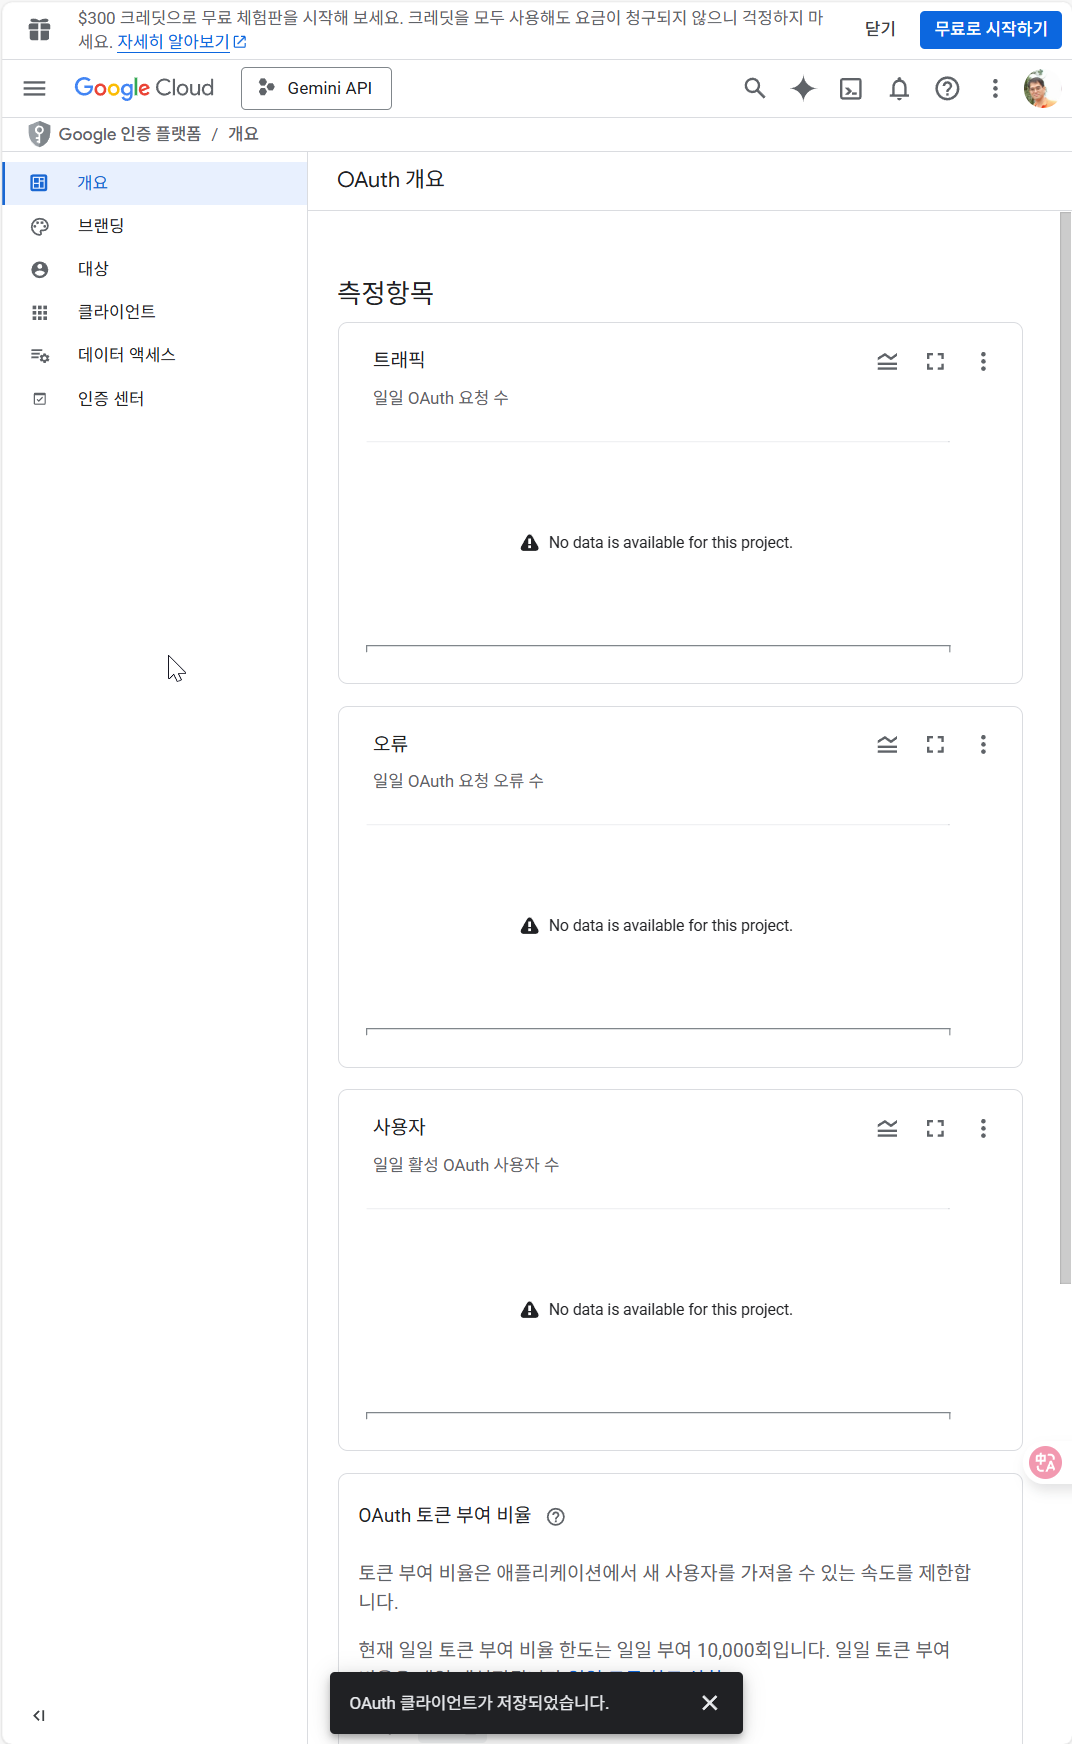 $300 크레딧으로 무료 체험판을 시작해 보세요. 크레딧을 모두 사용해도 요금이 청구되지 않으니 걱정하지 마
세요. 자세히 알아보기
닫기
무료로 시작하기
Google Cloud
Gemini API
Google 인증 플랫폼 / 개요
개요
브랜딩
대상
클라이언트
데이터 액세스
인증 센터
OAuth 개요
측정항목
트래픽
일일 OAuth 요청 수
No data is available for this project.
오류
일일 OAuth 요청 오류 수
No data is available for this project.
사용자
일일 활성 OAuth 사용자 수
No data is available for this project.
OAuth 토큰 부여 비율
토큰 부여 비율은 애플리케이션에서 새 사용자를 가져올 수 있는 속도를 제한합
니다.
현재 일일 토큰 부여 비율 한도는 일일 부여 10,000회입니다. 일일 토큰 부여
OAuth 클라이언트가 저장되었습니다.